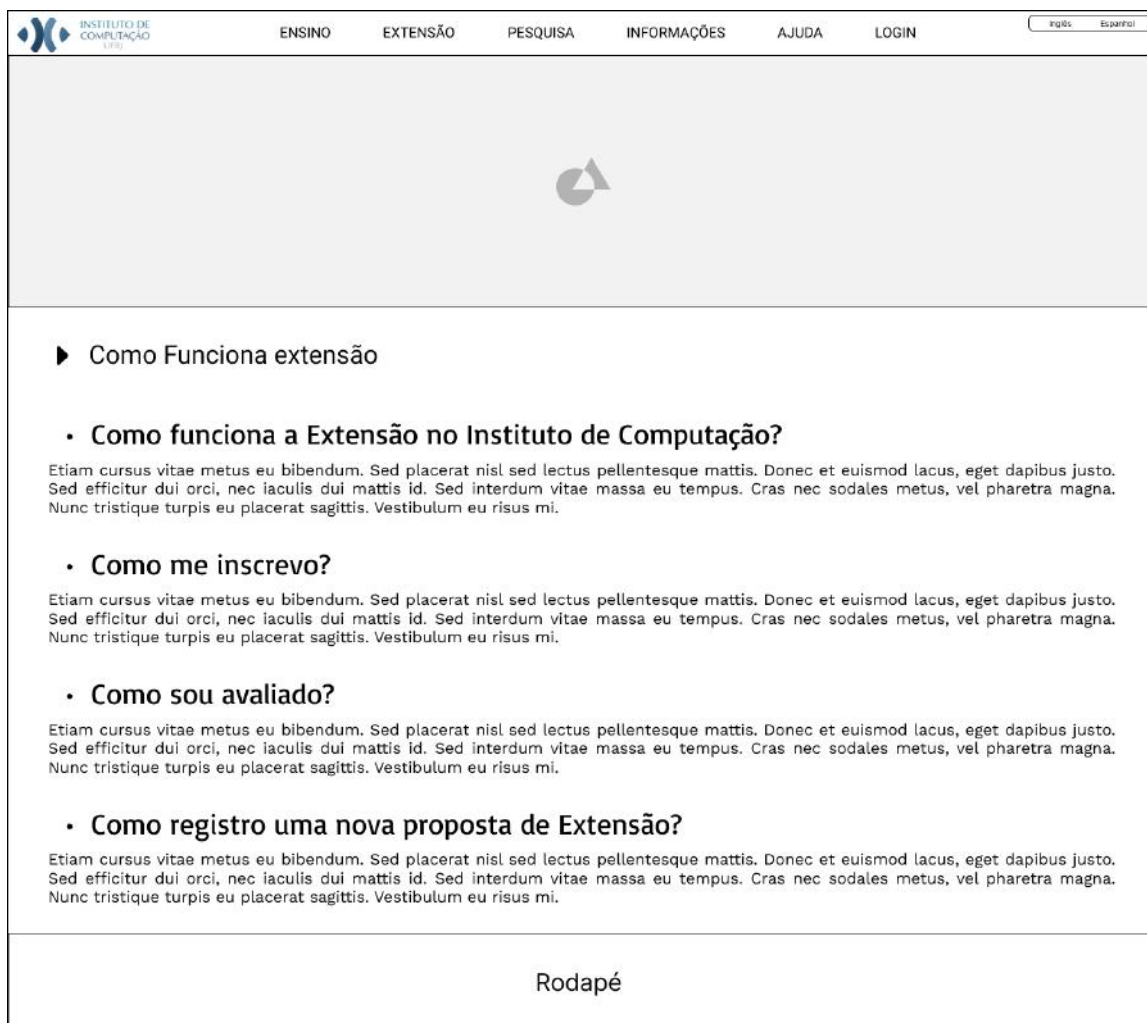 INSTITUTO DE
COMPUTAÇÃO
UFRJ
ENSINO EXTENSÃO PESQUISA INFORMAÇÕES AJUDA LOGIN
Inglês Espanhol
Como Funciona extensão
• Como funciona a Extensão no Instituto de Computação?
Etiam cursus vitae metus eu bibendum. Sed placerat nisl sed lectus pellentesque mattis. Donec et euismod lacus, eget dapibus justo.
Sed efficitur dui orci, nec iaculis dui mattis id. Sed interdum vitae massa eu tempus. Cras nec sodales metus, vel pharetra magna.
Nunc tristique turpis eu placerat sagittis. Vestibulum eu risus mi.
• Como me inscrevo?
Etiam cursus vitae metus eu bibendum. Sed placerat nisl sed lectus pellentesque mattis. Donec et euismod lacus, eget dapibus justo.
Sed efficitur dui orci, nec iaculis dui mattis id. Sed interdum vitae massa eu tempus. Cras nec sodales metus, vel pharetra magna.
Nunc tristique turpis eu placerat sagittis. Vestibulum eu risus mi.
• Como sou avaliado?
Etiam cursus vitae metus eu bibendum. Sed placerat nisl sed lectus pellentesque mattis. Donec et euismod lacus, eget dapibus justo.
Sed efficitur dui orci, nec iaculis dui mattis id. Sed interdum vitae massa eu tempus. Cras nec sodales metus, vel pharetra magna.
Nunc tristique turpis eu placerat sagittis. Vestibulum eu risus mi.
• Como registro uma nova proposta de Extensão?
Etiam cursus vitae metus eu bibendum. Sed placerat nisl sed lectus pellentesque mattis. Donec et euismod lacus, eget dapibus justo.
Sed efficitur dui orci, nec iaculis dui mattis id. Sed interdum vitae massa eu tempus. Cras nec sodales metus, vel pharetra magna.
Nunc tristique turpis eu placerat sagittis. Vestibulum eu risus mi.
Rodapé